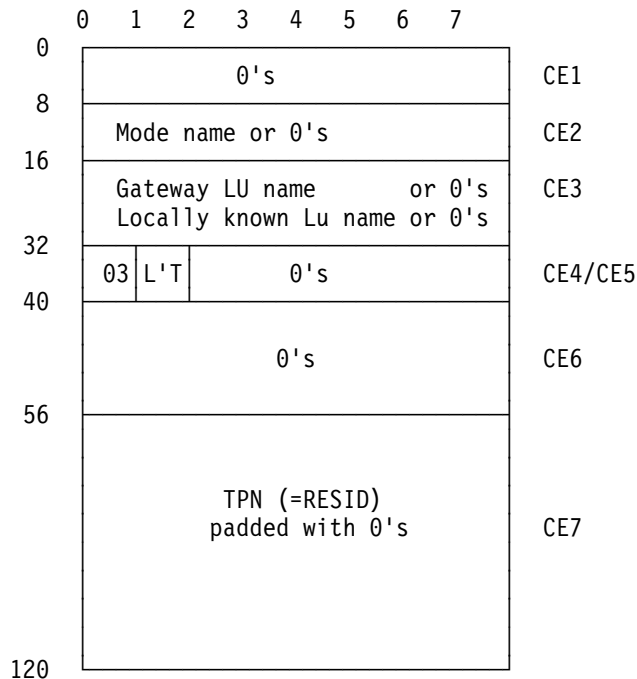 0 1 2 3 4 5 6 7
0
0's CE1
8
Mode name or 0's CE2
16
Gateway LU name or 0's CE3
Locally known Lu name or 0's
32
03 L'T 0's CE4/CE5
40
0's CE6
56
TPN (=RESID)
padded with 0's CE7
120